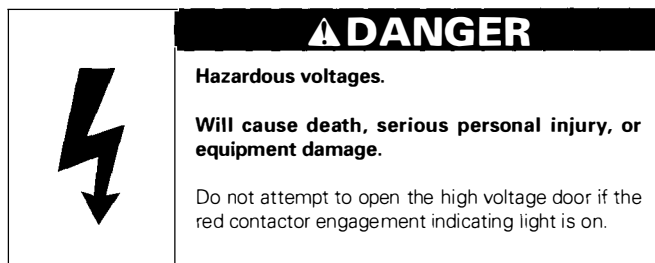 ⚠DANGER
Hazardous voltages.
Will cause death, serious personal injury, or
equipment damage.
Do not attempt to open the high voltage door if the
red contactor engagement indicating light is on.